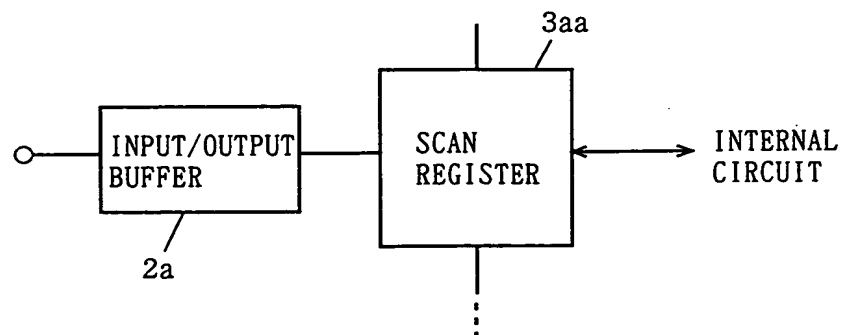 3aa
INPUT/OUTPUT
BUFFER
SCAN
REGISTER
INTERNAL
CIRCUIT
2a